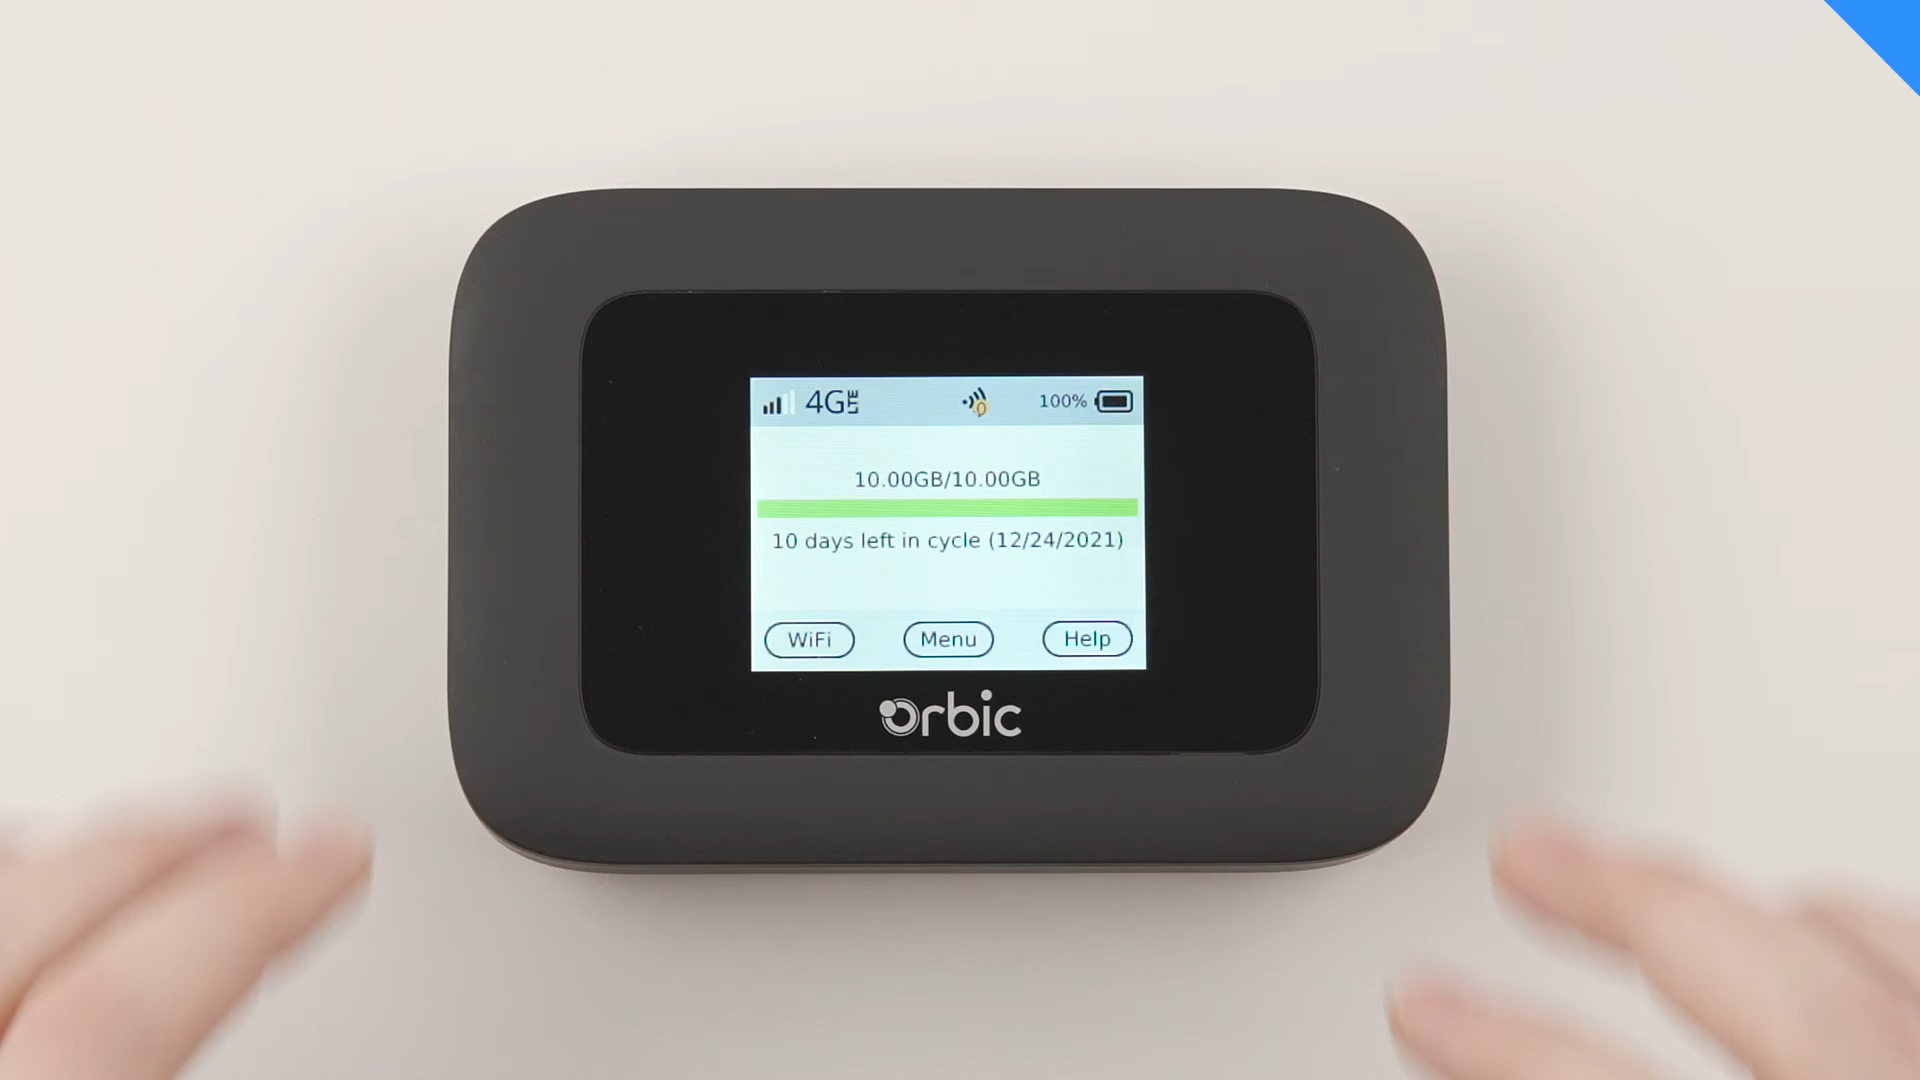 4G LTE
0
100%
10.00GB/10.00GB
10 days left in cycle (12/24/2021)
WiFi
Menu
Help
Orbic